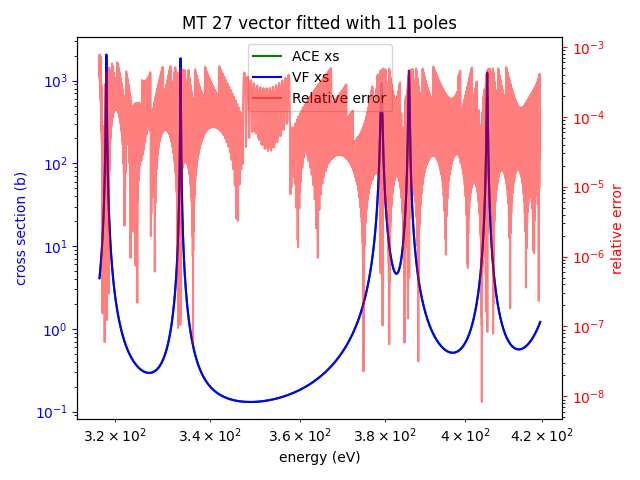 MT 27 vector fitted with 11 poles
ACE xs
VF xs
Relative error
cross section (b)
10³
10²
10¹
10⁰
10⁻¹
relative error
10⁻³
10⁻⁴
10⁻⁵
10⁻⁶
10⁻⁷
10⁻⁸
3.2 × 10² 3.4 × 10² 3.6 × 10² 3.8 × 10² 4 × 10² 4.2 × 10²
energy (eV)